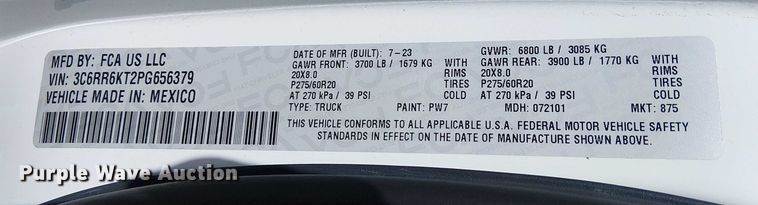 MFD BY: FCA US LLC
VIN: 3C6RR6KT2PG656379
VEHICLE MADE IN: MEXICO
DATE OF MFR (BUILT): 7-23 GVWR: 6800 LB / 3085 KG
GAWR FRONT: 3700 LB / 1679 KG WITH GAWR REAR: 3900 LB / 1770 KG WITH
20X8.0 RIMS 20X8.0 RIMS
P275/60R20 TIRES P275/60R20 TIRES
AT 270 kPa / 39 PSI COLD AT 270 kPa / 39 PSI COLD
TYPE: TRUCK PAINT: PW7 MDH: 072101 MKT: 875
THIS VEHICLE CONFORMS TO ALL APPLICABLE U.S.A. FEDERAL MOTOR VEHICLE SAFETY
STANDARDS IN EFFECT ON THE DATE OF MANUFACTURE SHOWN ABOVE.
Purple Wave Auction